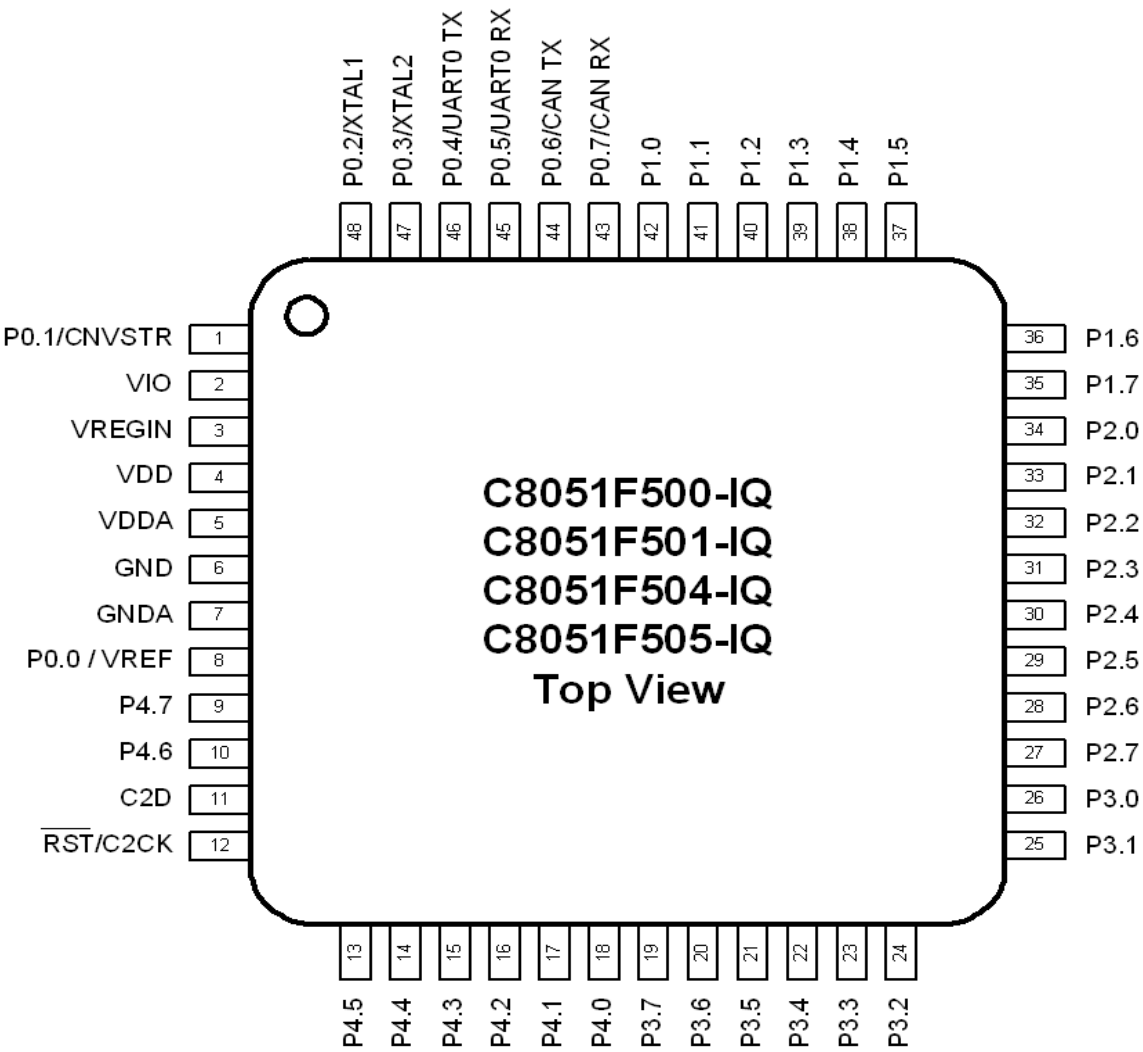 P0.2/XTAL1
P0.3/XTAL2
P0.4/UART0 TX
P0.5/UART0 RX
P0.6/CAN TX
P0.7/CAN RX
P1.0
P1.1
P1.2
P1.3
P1.4
P1.5
48
47
46
45
44
43
42
41
40
39
38
37
P0.1/CNVSTR 1
VIO 2
VREGIN 3
VDD 4
VDDA 5
GND 6
GNDA 7
P0.0 / VREF 8
P4.7 9
P4.6 10
C2D 11
RST/C2CK 12
C8051F500-IQ
C8051F501-IQ
C8051F504-IQ
C8051F505-IQ
Top View
36 P1.6
35 P1.7
34 P2.0
33 P2.1
32 P2.2
31 P2.3
30 P2.4
29 P2.5
28 P2.6
27 P2.7
26 P3.0
25 P3.1
13
14
15
16
17
18
19
20
21
22
23
24
P4.5
P4.4
P4.3
P4.2
P4.1
P4.0
P3.7
P3.6
P3.5
P3.4
P3.3
P3.2